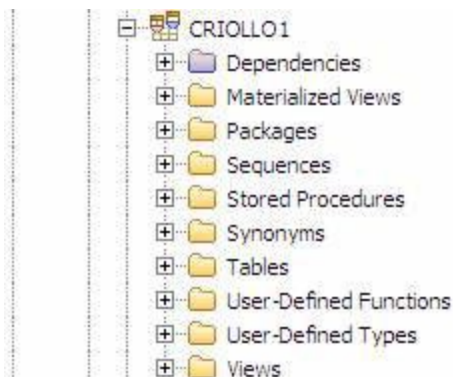 CRIOLLO1
Dependencies
Materialized Views
Packages
Sequences
Stored Procedures
Synonyms
Tables
User-Defined Functions
User-Defined Types
Views